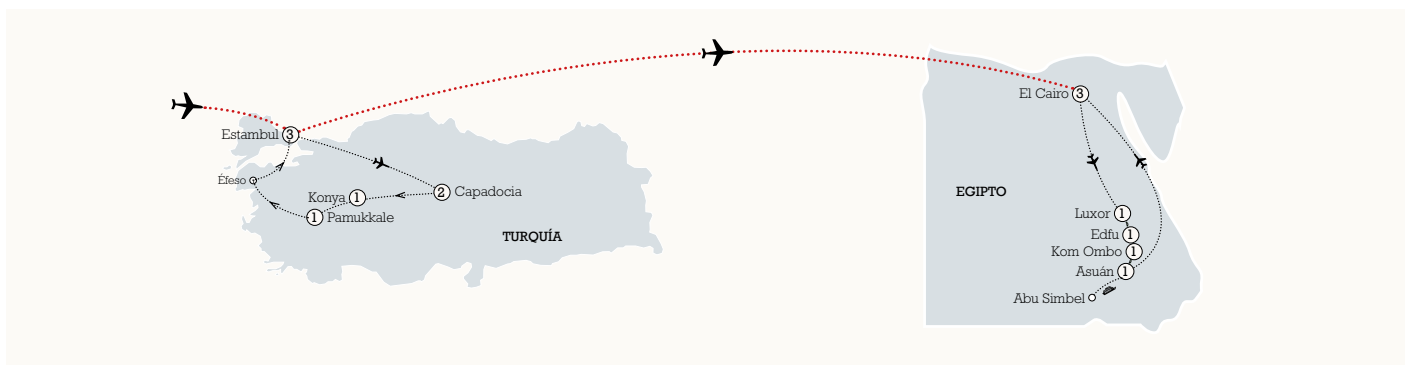 Estambul 3
Éfeso
Konya 1
1 Pamukkale
2 Capadocia
TURQUÍA
El Cairo 3
EGIPTO
Luxor 1
Edfu 1
Kom Ombo 1
Asuán 1
Abu Simbel